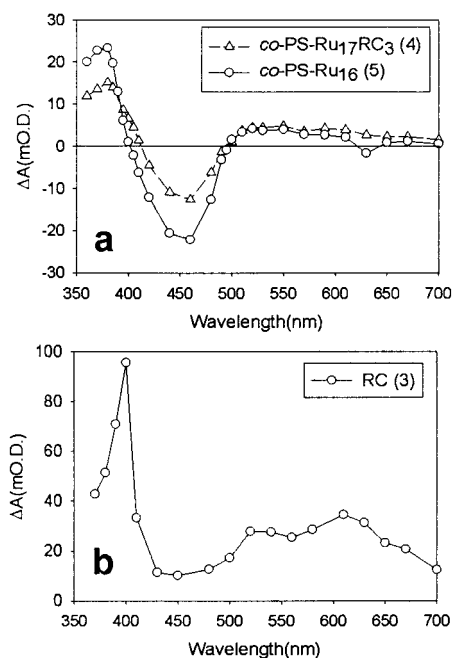 co-PS-Ru17RC3 (4)
co-PS-Ru16 (5)
ΔA(mO.D.)
30
20
10
0
-10
-20
-30
a
350 400 450 500 550 600 650 700
Wavelength(nm)
RC (3)
ΔA(mO.D.)
100
80
60
40
20
0
b
350 400 450 500 550 600 650 700
Wavelength(nm)